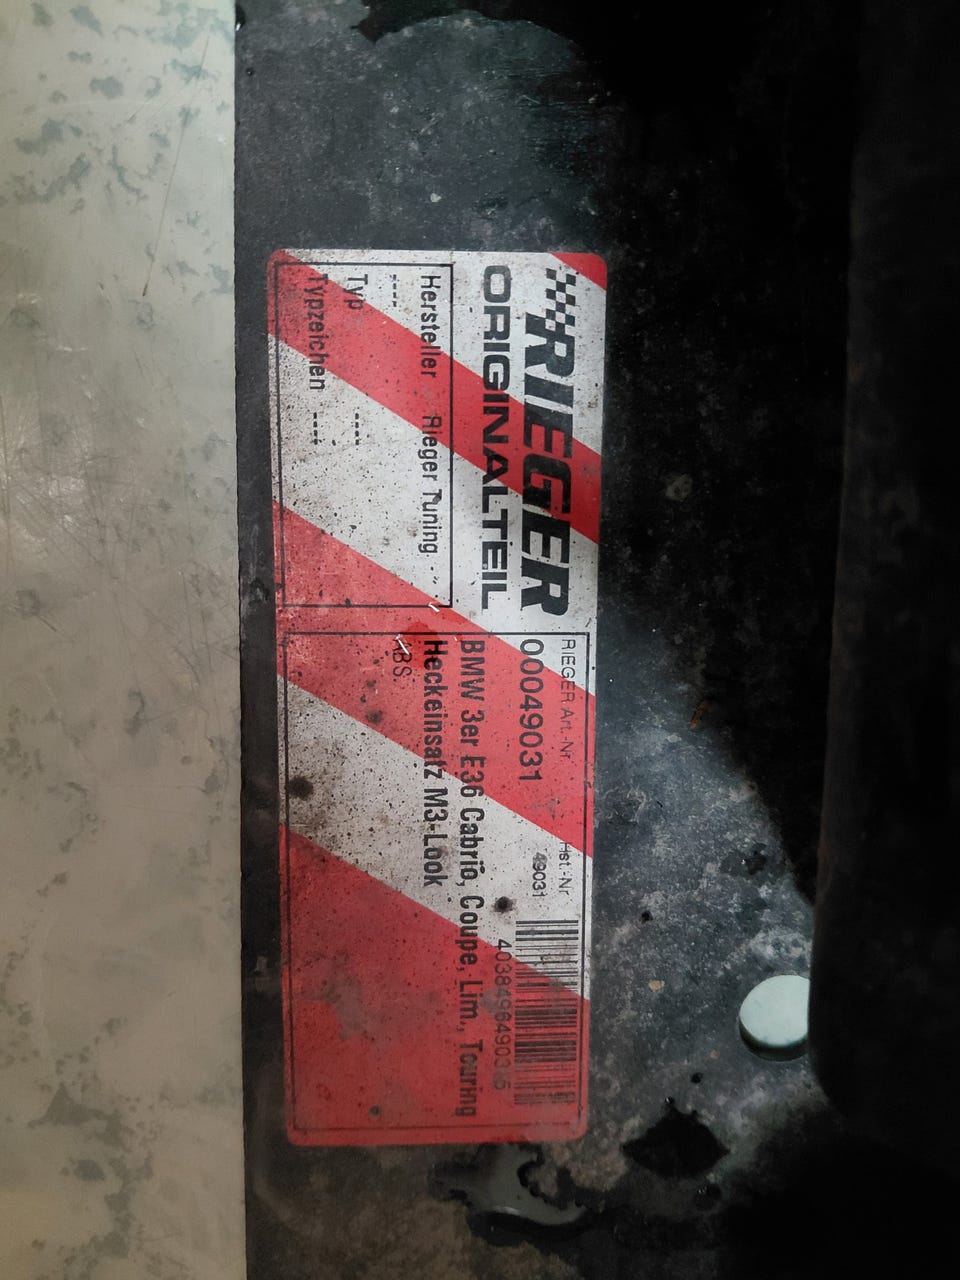 RIEGER
ORIGINALTEIL
Hersteller Rieger Tuning
----
Typ ----
Typzeichen ----
RIEGER Art.-Nr. Hst.-Nr
00049031 49031
BMW 3er E36 Cabrio, Coupe, Lim., Touring
Heckeinsatz M3-Look
ABS.